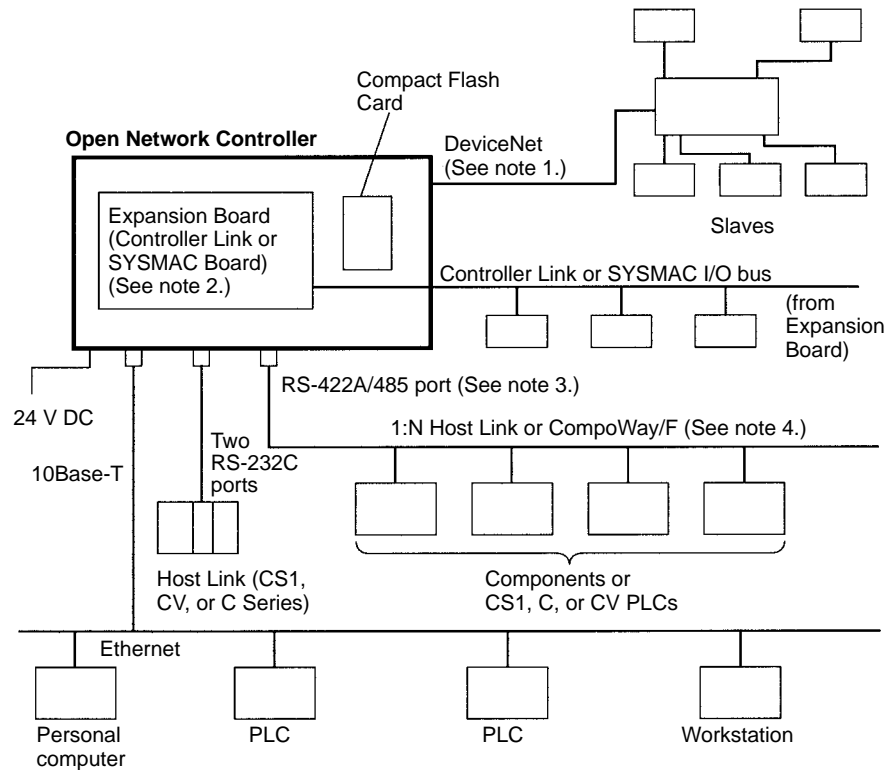 Compact Flash
Card
Open Network Controller
DeviceNet
(See note 1.)
Expansion Board
(Controller Link or
SYSMAC Board)
(See note 2.)
Slaves
Controller Link or SYSMAC I/O bus
(from
Expansion
Board)
RS-422A/485 port (See note 3.)
24 V DC
1:N Host Link or CompoWay/F (See note 4.)
Two
RS-232C
ports
10Base-T
Host Link (CS1,
CV, or C Series)
Components or
CS1, C, or CV PLCs
Ethernet
Personal
computer
PLC
PLC
Workstation